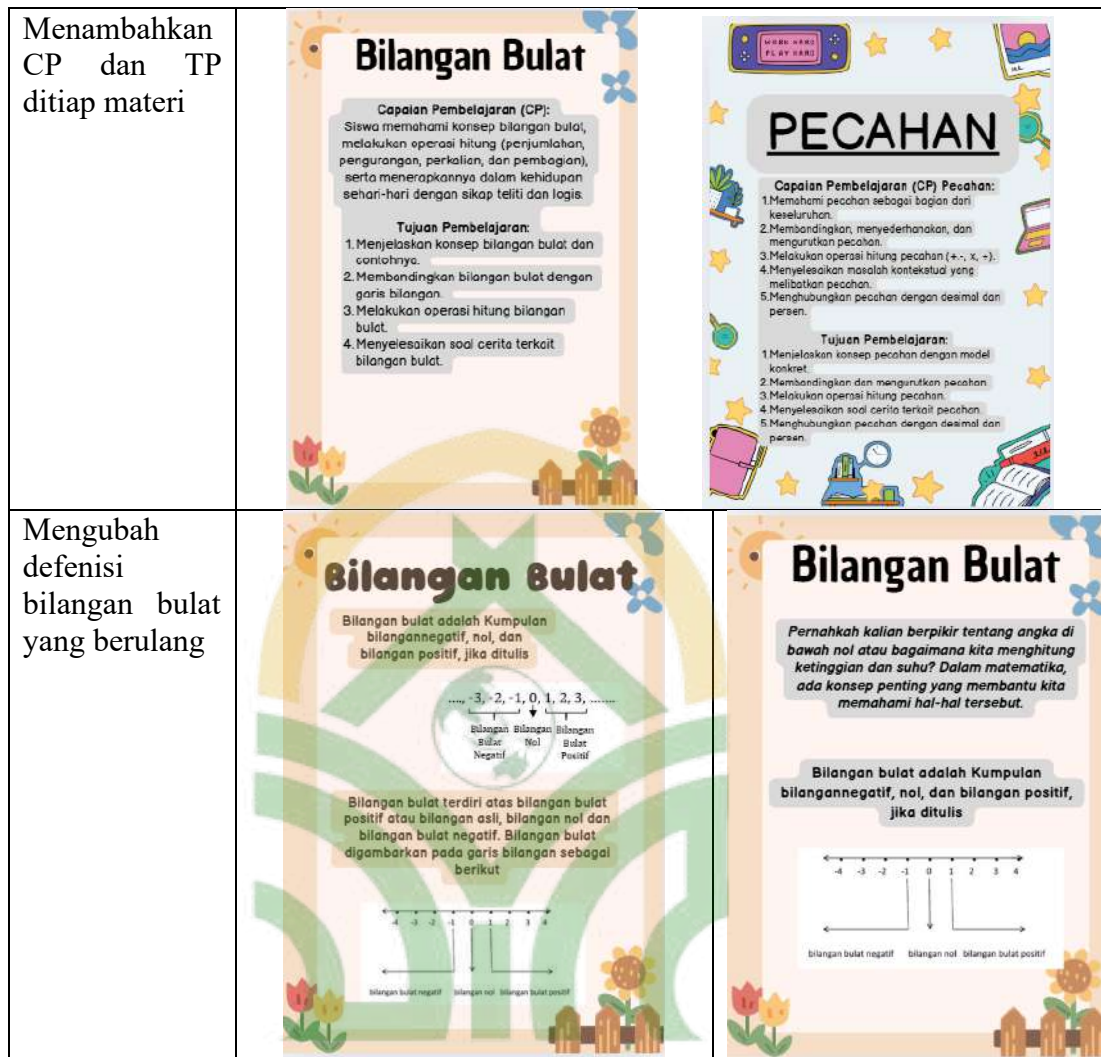 Menambahkan
CP dan TP
ditiap materi
Bilangan Bulat
Capaian Pembelajaran (CP):
Siswa memahami konsep bilangan bulat,
melakukan operasi hitung (penjumlahan,
pengurangan, perkalian, dan pembagian),
serta menerapkannya dalam kehidupan
sehari-hari dengan sikap teliti dan logis.
Tujuan Pembelajaran:
1. Menjelaskan konsep bilangan bulat dan
contohnya.
2. Membandingkan bilangan bulat dengan
garis bilangan.
3. Melakukan operasi hitung bilangan
bulat.
4. Menyelesaikan soal cerita terkait
bilangan bulat.
WORK HARD
PLAY HARD
PECAHAN
Capaian Pembelajaran (CP) Pecahan:
1.Memahami pecahan sebagai bagian dari
keseluruhan.
2.Membandingkan, menyederhanakan, dan
mengurutkan pecahan.
3.Melakukan operasi hitung pecahan (+,-, x, ÷).
4.Menyelesaikan masalah kontekstual yang
melibatkan pecahan.
5.Menghubungkan pecahan dengan desimal dan
persen.
Tujuan Pembelajaran:
1.Menjelaskan konsep pecahan dengan model
konkret.
2.Membandingkan dan mengurutkan pecahan.
3.Melakukan operasi hitung pecahan.
4.Menyelesaikan soal cerita terkait pecahan.
5.Menghubungkan pecahan dengan desimal dan
persen.
Mengubah
defenisi
bilangan bulat
yang berulang
Bilangan Bulat
Bilangan bulat adalah Kumpulan
bilangannegatif, nol, dan
bilangan positif, jika ditulis
...., -3, -2, -1, 0, 1, 2, 3, .......
Bilangan Bulat Negatif
Bilangan Nol
Bilangan Bulat Positif
Bilangan bulat terdiri atas bilangan bulat
positif atau bilangan asli, bilangan nol dan
bilangan bulat negatif. Bilangan bulat
digambarkan pada garis bilangan sebagai
berikut
-4 -3 -2 -1 0 1 2 3 4
bilangan bulat negatif bilangan nol bilangan bulat positif
Bilangan Bulat
Pernahkah kalian berpikir tentang angka di
bawah nol atau bagaimana kita menghitung
ketinggian dan suhu? Dalam matematika,
ada konsep penting yang membantu kita
memahami hal-hal tersebut.
Bilangan bulat adalah Kumpulan
bilangannegatif, nol, dan bilangan positif,
jika ditulis
-4 -3 -2 -1 0 1 2 3 4
bilangan bulat negatif bilangan nol bilangan bulat positif